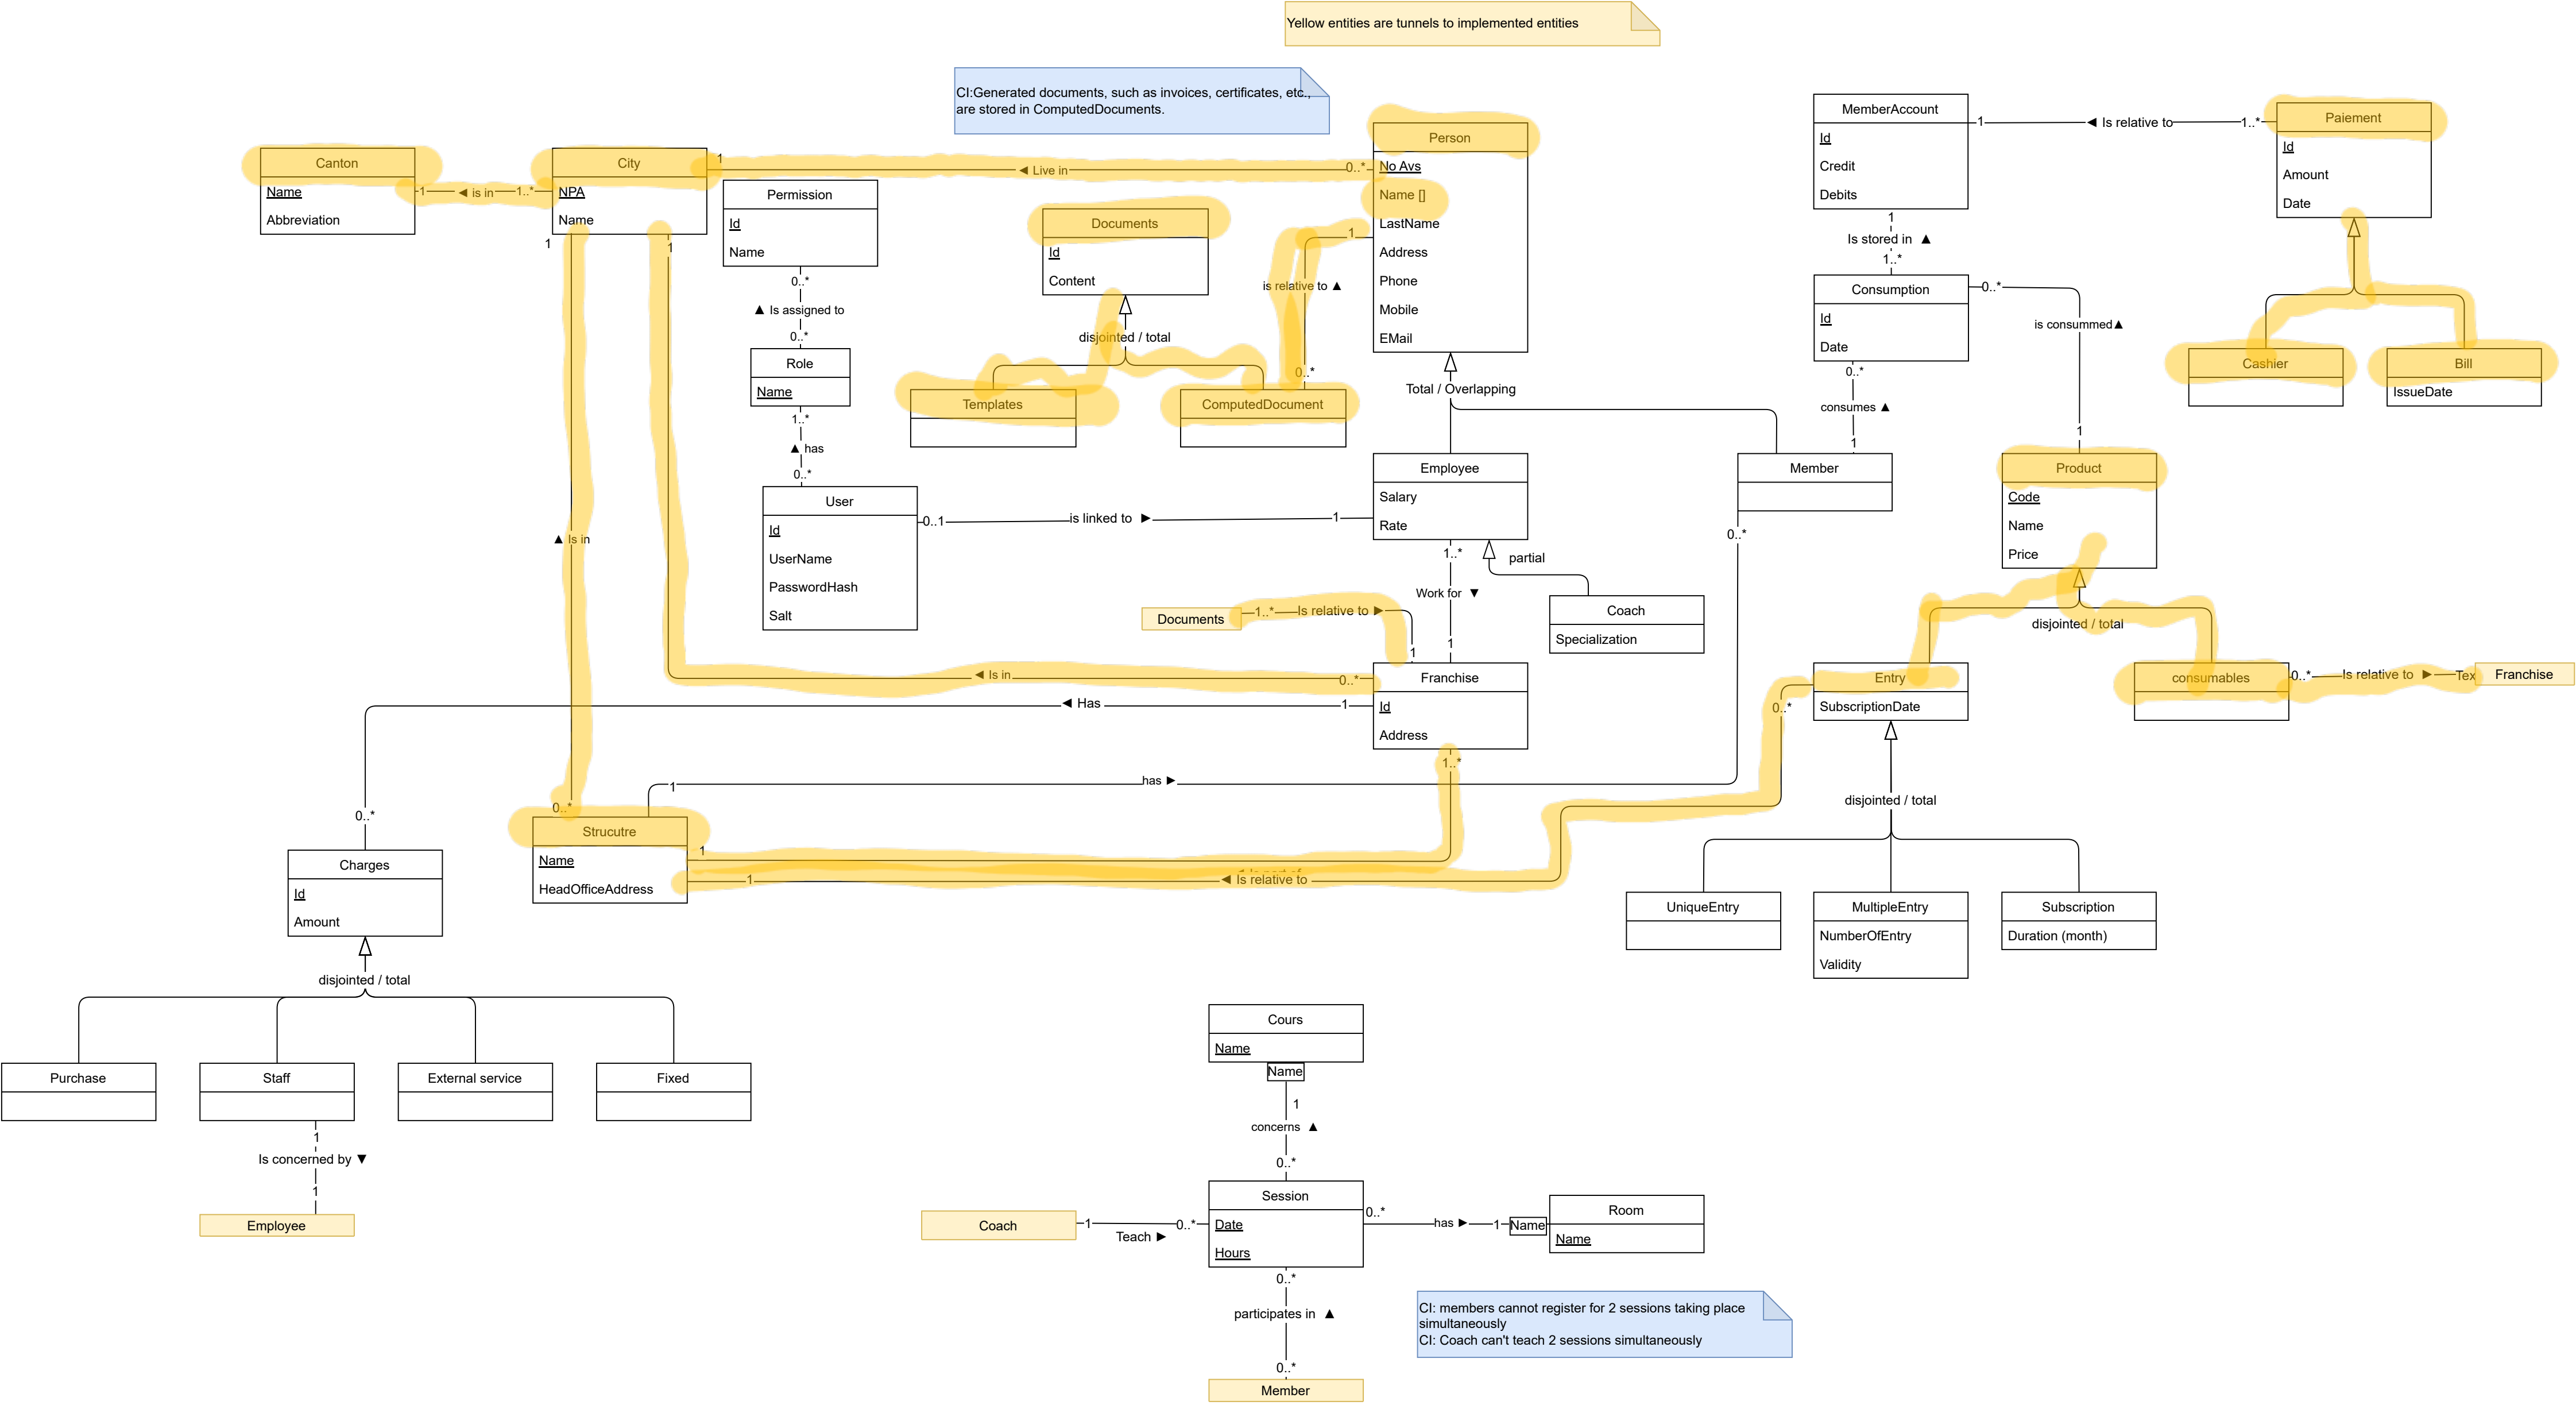 Yellow entities are tunnels to implemented entities
CI:Generated documents, such as invoices, certificates, etc.,
are stored in ComputedDocuments.
Canton
Name
Abbreviation
1
◄ is in
1..*
City
NPA
Name
1
◄ Live in
0..*
Permission
Id
Name
0..*
▲ Is assigned to
0..*
Role
Name
1..*
▲ has
0..*
User
Id
UserName
PasswordHash
Salt
0..1
is linked to ►
1
Documents
Id
Content
disjointed / total
Templates
ComputedDocument
1
is relative to ▲
0..*
Person
No Avs
Name []
LastName
Address
Phone
Mobile
EMail
Total / Overlapping
Employee
Salary
Rate
partial
Coach
Specialization
Member
MemberAccount
Id
Credit
Debits
1
◄ Is relative to
1..*
Paiement
Id
Amount
Date
Cashier
Bill
IssueDate
1
Is stored in ▲
1..*
Consumption
Id
Date
0..*
is consummed▲
1
0..*
consumes ▲
1
Product
Code
Name
Price
disjointed / total
Entry
SubscriptionDate
consumables
0..*
Is relative to ►
Tex
Franchise
disjointed / total
UniqueEntry
MultipleEntry
NumberOfEntry
Validity
Subscription
Duration (month)
1..*
Work for ▼
1
Documents
1..*
Is relative to ►
1
Franchise
Id
Address
1
◄ Is in
0..*
1
▲ Is in
0..*
1
◄ Has
0..*
1
has ►
0..*
Strucutre
Name
HeadOfficeAddress
1
1..*
1
◄ Is relative to
0..*
Charges
Id
Amount
disjointed / total
Purchase
Staff
External service
Fixed
1
Is concerned by ▼
1
Employee
Cours
Name
Name
1
concerns ▲
0..*
Session
Date
Hours
Coach
1
Teach ►
0..*
0..*
has ►
1
Name
Room
Name
0..*
participates in ▲
0..*
Member
CI: members cannot register for 2 sessions taking place
simultaneously
CI: Coach can't teach 2 sessions simultaneously